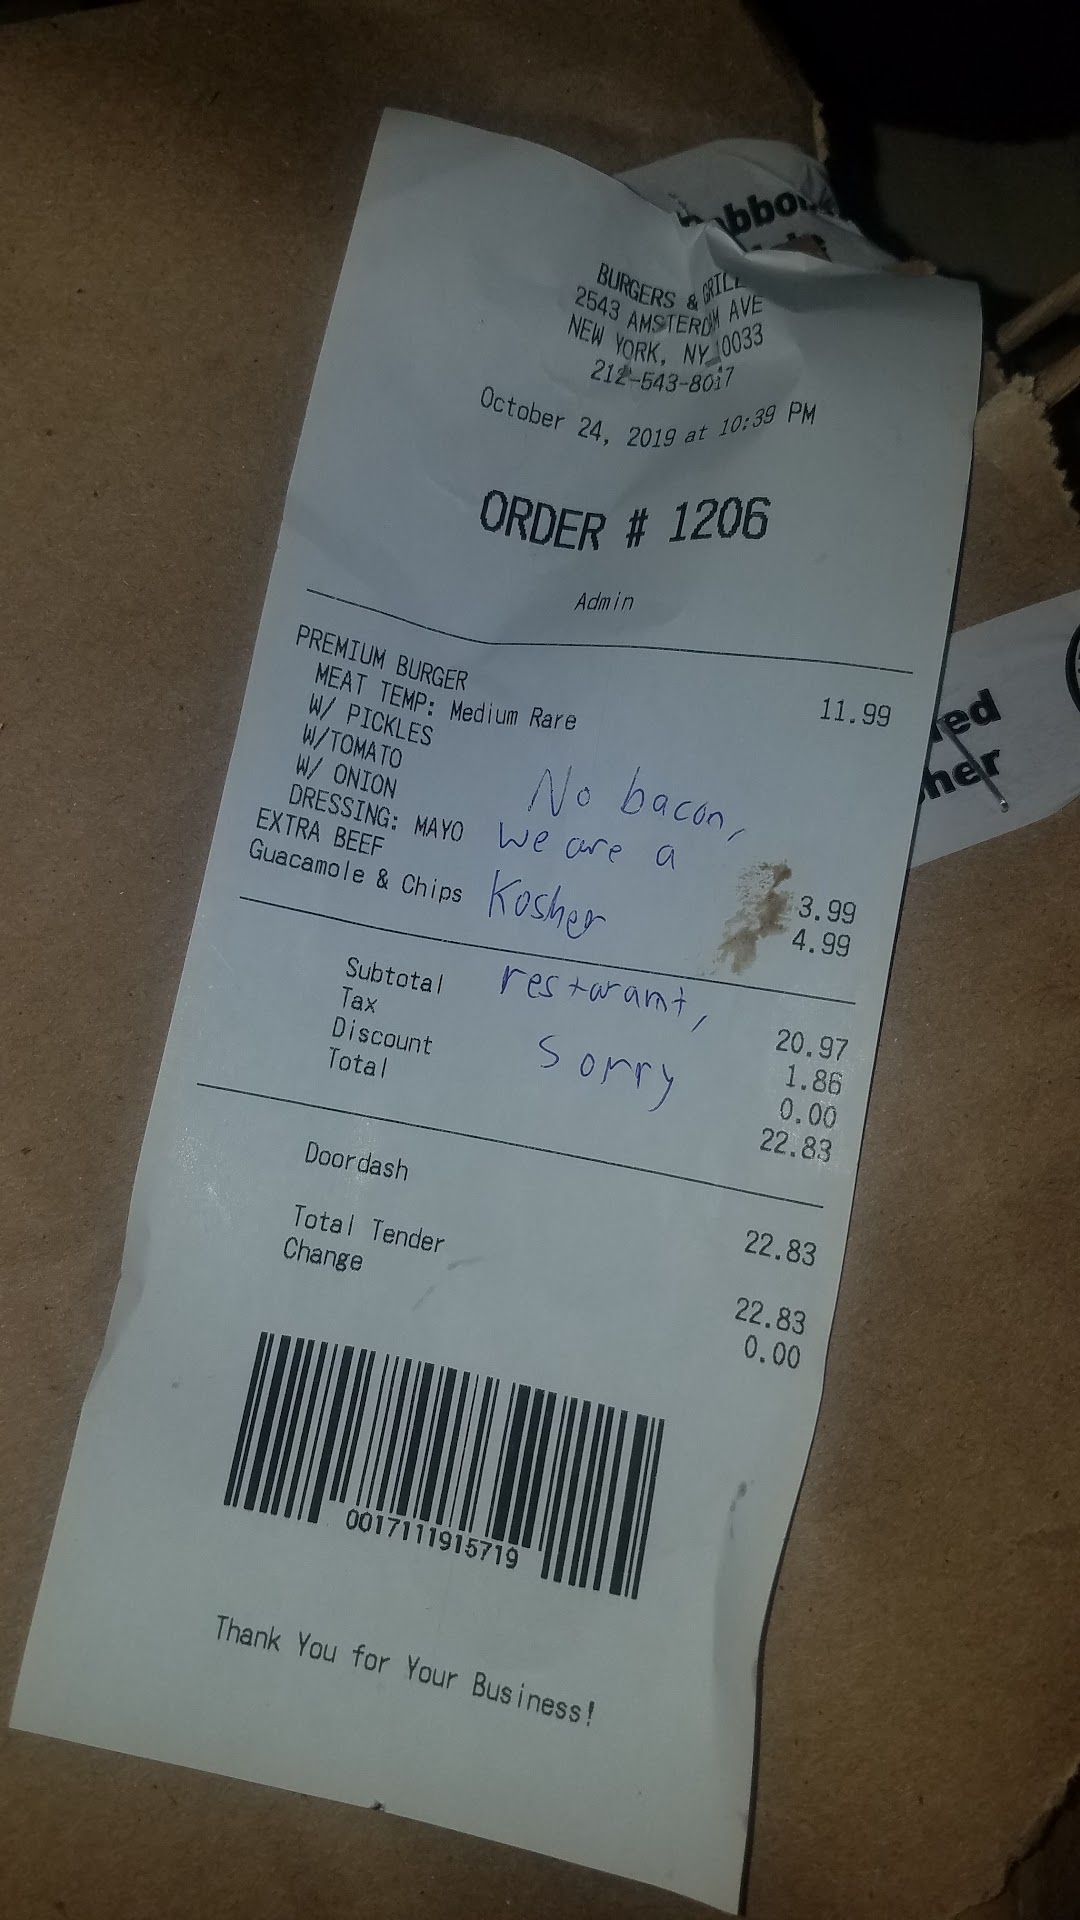 BURGERS & GRILL
2543 AMSTERDAM AVE
NEW YORK, NY 10033
212-543-8017
October 24, 2019 at 10:39 PM
ORDER # 1206
Admin
PREMIUM BURGER 11.99
MEAT TEMP: Medium Rare
W/ PICKLES
W/TOMATO
W/ ONION
DRESSING: MAYO
EXTRA BEEF 3.99
Guacamole & Chips 4.99
No bacon,
we are a
Kosher
restaramt,
Sorry
Subtotal 20.97
Tax 1.86
Discount 0.00
Total 22.83
Doordash 22.83
Total Tender 22.83
Change 0.00
0017111915719
Thank You for Your Business!